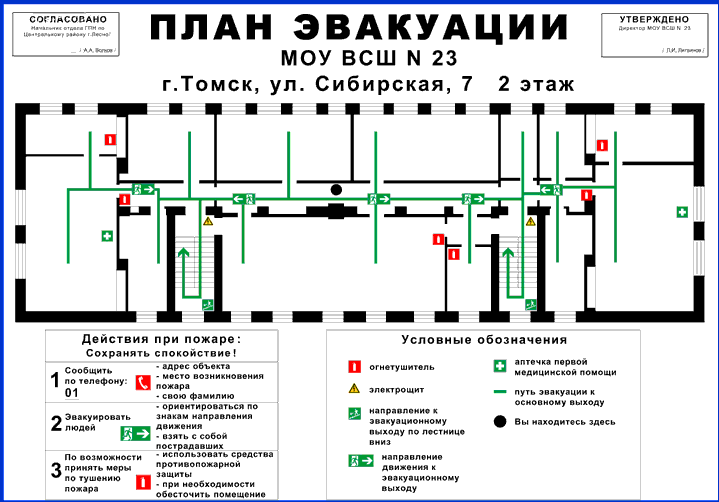 СОГЛАСОВАНО
Начальник отдела ГПН по
Центральному району г.Лесно/
/А.А. Волков/
ПЛАН ЭВАКУАЦИИ
МОУ ВСШ N 23
г.Томск, ул. Сибирская, 7 2 этаж
УТВЕРЖДЕНО
Директор МОУ ВСШ N 23
Действия при пожаре:
Сохранять спокойствие!
1 Сообщить
по телефону:
01
- адрес объекта
- место возникновения
пожара
- свою фамилию
2 Эвакуировать
людей
- ориентироваться по
знакам направления
движения
- взять с собой
пострадавших
3 По возможности
принять меры
по тушению
пожара
- использовать средства
противопожарной
защиты
- при необходимости
обесточить помещение
Условные обозначения
огнетушитель
электрощит
направление к
эвакуационному
выходу по лестнице
вниз
направление
движения к
эвакуационному
выходу
аптечка первой
медицинской помощи
путь эвакуации к
основному выходу
Вы находитесь здесь